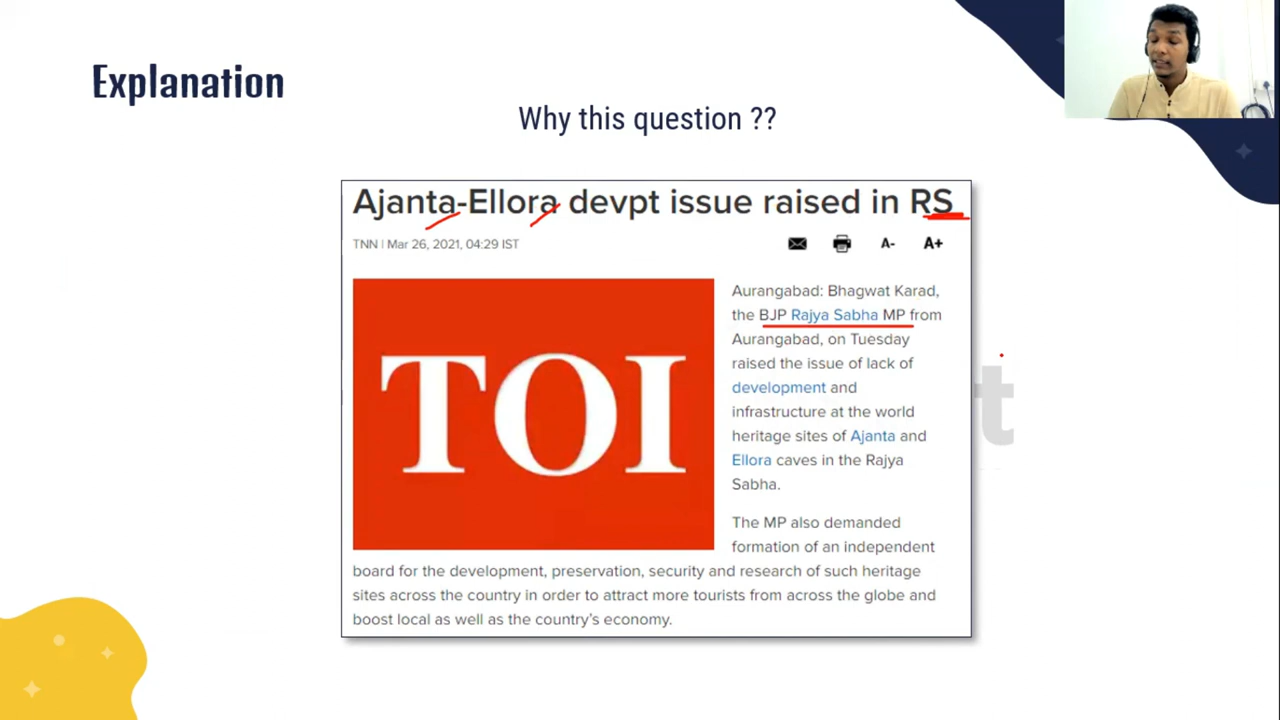 Explanation
Why this question ??
Ajanta-Ellora devpt issue raised in RS
TNN | Mar 26, 2021, 04:29 IST
A- A+
TOI
Aurangabad: Bhagwat Karad,
the BJP Rajya Sabha MP from
Aurangabad, on Tuesday
raised the issue of lack of
development and
infrastructure at the world
heritage sites of Ajanta and
Ellora caves in the Rajya
Sabha.
The MP also demanded
formation of an independent
board for the development, preservation, security and research of such heritage
sites across the country in order to attract more tourists from across the globe and
boost local as well as the country's economy.
t